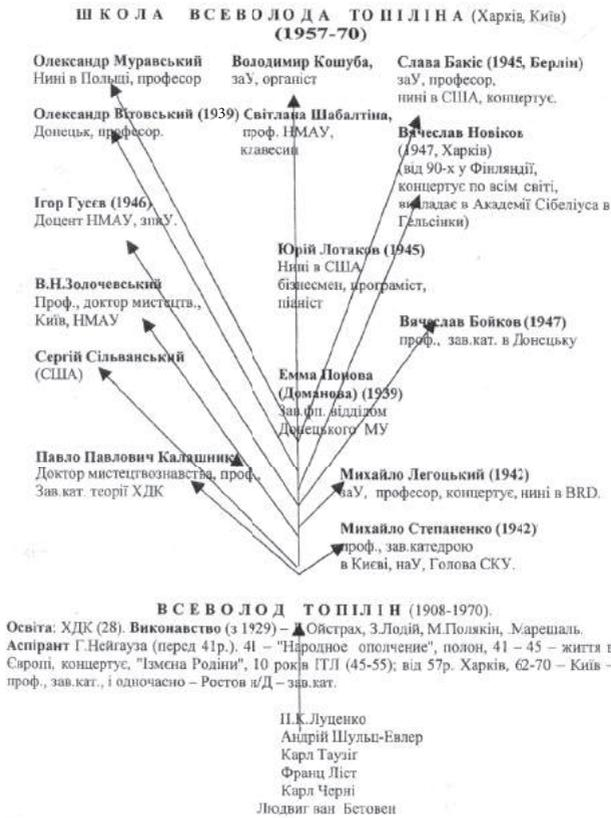 ШКОЛА ВСЕВОЛОДА ТОПІЛІНА (Харків, Київ)
(1957-70)
Олександр Муравський
Нині в Польщі, професор
Володимир Кошуба,
заУ, органіст
Слава Бакіс (1945, Берлін)
заУ, професор,
нині в США, концертує.
Олександр Вітовський (1939)
Донецьк, професор.
Світлана Шабалтіна,
проф. НМАУ,
клавесин
Вячеслав Новіков
(1947, Харків)
(від 90-х у Фінляндії,
концертує по всім світі,
викладає в Академії Сібеліуса в
Гельсінки)
Ігор Гусєв (1946)
Доцент НМАУ, знкУ.
Юрій Лотаков (1945)
Нині в США
бізнесмен, програміст,
піаніст
В.Н.Золочевський
Проф., доктор мистецтв.,
Київ, НМАУ
Вячеслав Бойков (1947)
проф., зав.кат. в Донецьку
Сергій Сільванський
(США)
Емма Попова
(Доманова) (1939)
Зав.фп. відділом
Донецького МУ
Павло Павлович Калашник
Доктор мистецтвознавства, проф.,
Зав.кат. теорії ХДК
Михайло Легоцький (1942)
заУ, професор, концертує, нині в BRD.
Михайло Степаненко (1942)
проф., зав.катедрою
в Києві, наУ, Голова СКУ.
ВСЕВОЛОД ТОПІЛІН (1908-1970).
Освіта: ХДК (28). Виконавство (з 1929) – Д.Ойстрах, З.Лодій, М.Полякін, .Марешаль.
Аспірант Г.Нейгауза (перед 41р.). 41 – "Народное ополчение", полон, 41 – 45 – життя в
Європі, концертує, "Ізмєна Родіни", 10 років ІТЛ (45-55); від 57р. Харків, 62-70 – Київ –
проф., зав.кат., і одночасно – Ростов н/Д – зав.кат.
П.К.Луценко
Андрій Шульц-Евлер
Карл Таузіг
Франц Ліст
Карл Черні
Людвиг ван Бетовен